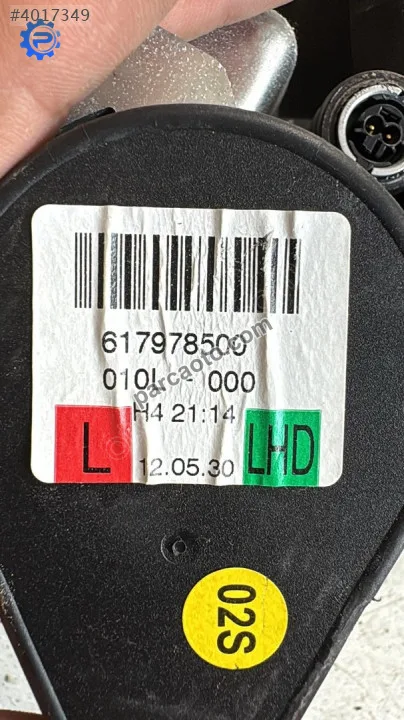 #4017349
617978500
010L - 000
H4 21:14
L
12.05.30
LHD
parcaoto.com
02S